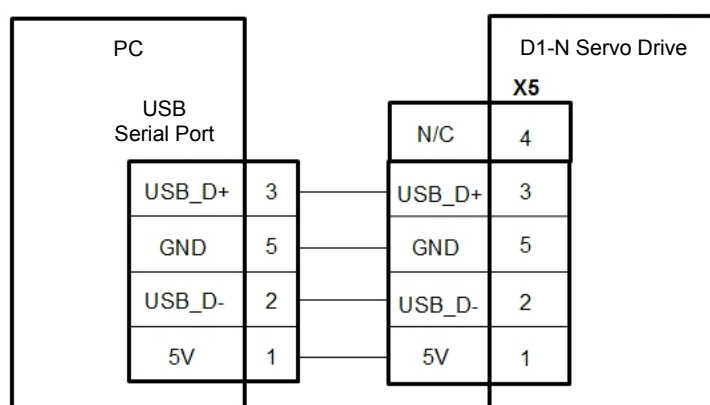 PC
D1-N Servo Drive
X5
USB
Serial Port
N/C 4
USB_D+ 3 USB_D+ 3
GND 5 GND 5
USB_D- 2 USB_D- 2
5V 1 5V 1